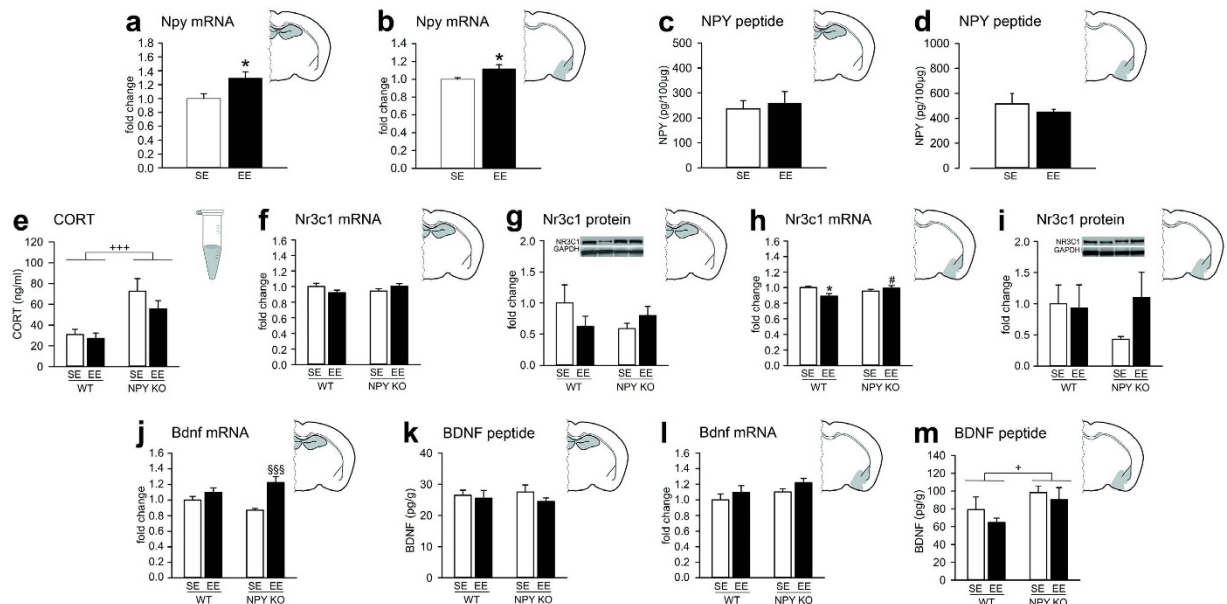 a Npy mRNA
1.8
1.6
1.4
1.2
1.0
0.8
0.6
0.4
0.2
0.0
fold change
*
SE EE
b Npy mRNA
1.4
1.2
1.0
0.8
0.6
0.4
0.2
0.0
fold change
*
SE EE
c NPY peptide
500
400
300
200
100
0
NPY (pg/100µg)
SE EE
d NPY peptide
1000
800
600
400
200
0
NPY (pg/100µg)
SE EE
e CORT
120
100
80
60
40
20
0
CORT (ng/ml)
+++
SE EE SE EE
WT NPY KO
f Nr3c1 mRNA
1.6
1.4
1.2
1.0
0.8
0.6
0.4
0.2
0.0
fold change
SE EE SE EE
WT NPY KO
g Nr3c1 protein
NR3C1
GAPDH
2.0
1.5
1.0
0.5
0.0
fold change
SE EE SE EE
WT NPY KO
h Nr3c1 mRNA
1.6
1.4
1.2
1.0
0.8
0.6
0.4
0.2
0.0
fold change
* #
SE EE SE EE
WT NPY KO
i Nr3c1 protein
NR3C1
GAPDH
2.0
1.5
1.0
0.5
0.0
fold change
SE EE SE EE
WT NPY KO
j Bdnf mRNA
1.6
1.4
1.2
1.0
0.8
0.6
0.4
0.2
0.0
fold change
§§§
SE EE SE EE
WT NPY KO
k BDNF peptide
40
30
20
10
0
BDNF (pg/g)
SE EE SE EE
WT NPY KO
l Bdnf mRNA
1.6
1.4
1.2
1.0
0.8
0.6
0.4
0.2
0.0
fold change
SE EE SE EE
WT NPY KO
m BDNF peptide
140
120
100
80
60
40
20
0
BDNF (pg/g)
+
SE EE SE EE
WT NPY KO